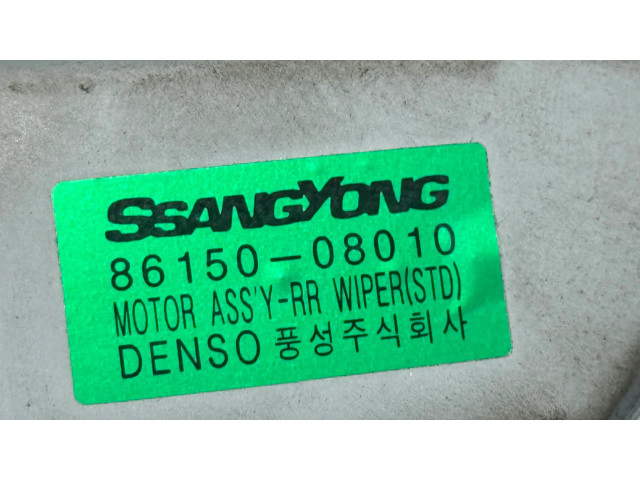 SSANGYONG
86150-08010
MOTOR ASS'Y-RR WIPER(STD)
DENSO 풍성주식회사